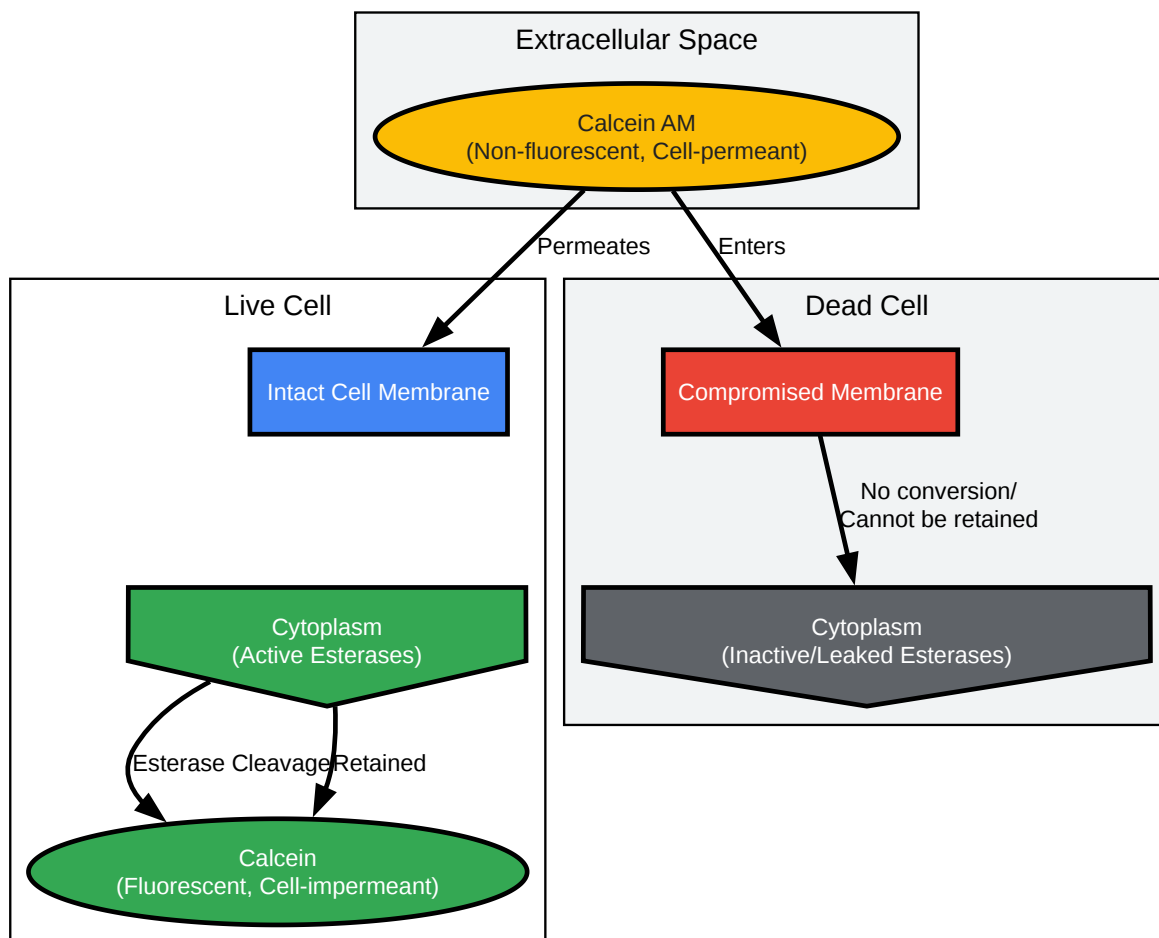 Extracellular Space
Calcein AM
(Non-fluorescent, Cell-permeant)
Permeates
Enters
Live Cell
Dead Cell
Intact Cell Membrane
Compromised Membrane
No conversion/
Cannot be retained
Cytoplasm
(Active Esterases)
Cytoplasm
(Inactive/Leaked Esterases)
Esterase Cleavage
Retained
Calcein
(Fluorescent, Cell-impermeant)